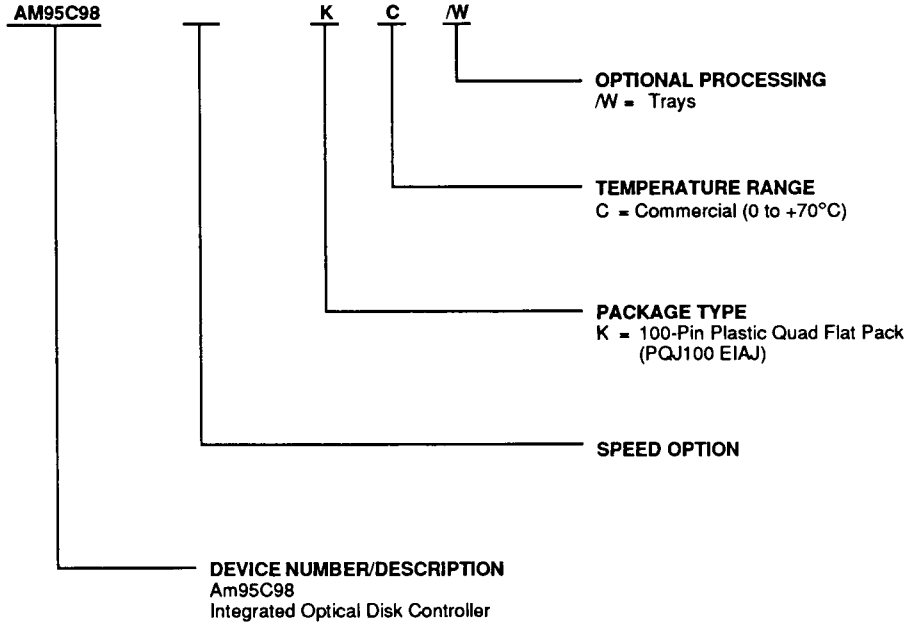 AM95C98 K C /W
OPTIONAL PROCESSING
/W = Trays
TEMPERATURE RANGE
C = Commercial (0 to +70°C)
PACKAGE TYPE
K = 100-Pin Plastic Quad Flat Pack
(PQJ100 EIAJ)
SPEED OPTION
DEVICE NUMBER/DESCRIPTION
Am95C98
Integrated Optical Disk Controller